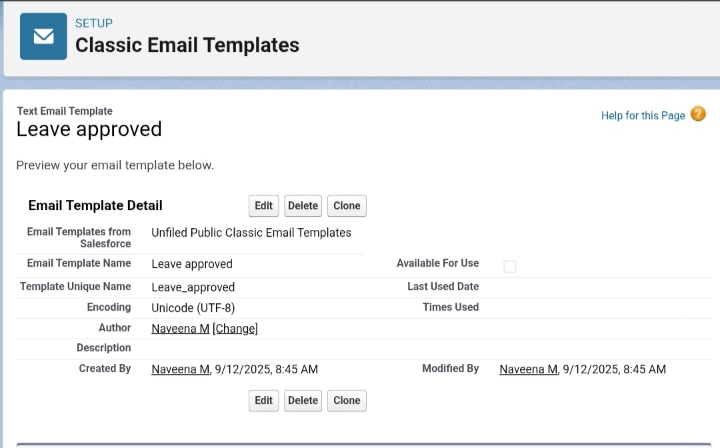 SETUP
Classic Email Templates
Text Email Template
Leave approved
Help for this Page ?
Preview your email template below.
Email Template Detail Edit Delete Clone
Email Templates from Salesforce Unfiled Public Classic Email Templates
Email Template Name Leave approved Available For Use
Template Unique Name Leave_approved Last Used Date
Encoding Unicode (UTF-8) Times Used
Author Naveena M [Change]
Description
Created By Naveena M, 9/12/2025, 8:45 AM Modified By Naveena M, 9/12/2025, 8:45 AM
Edit Delete Clone